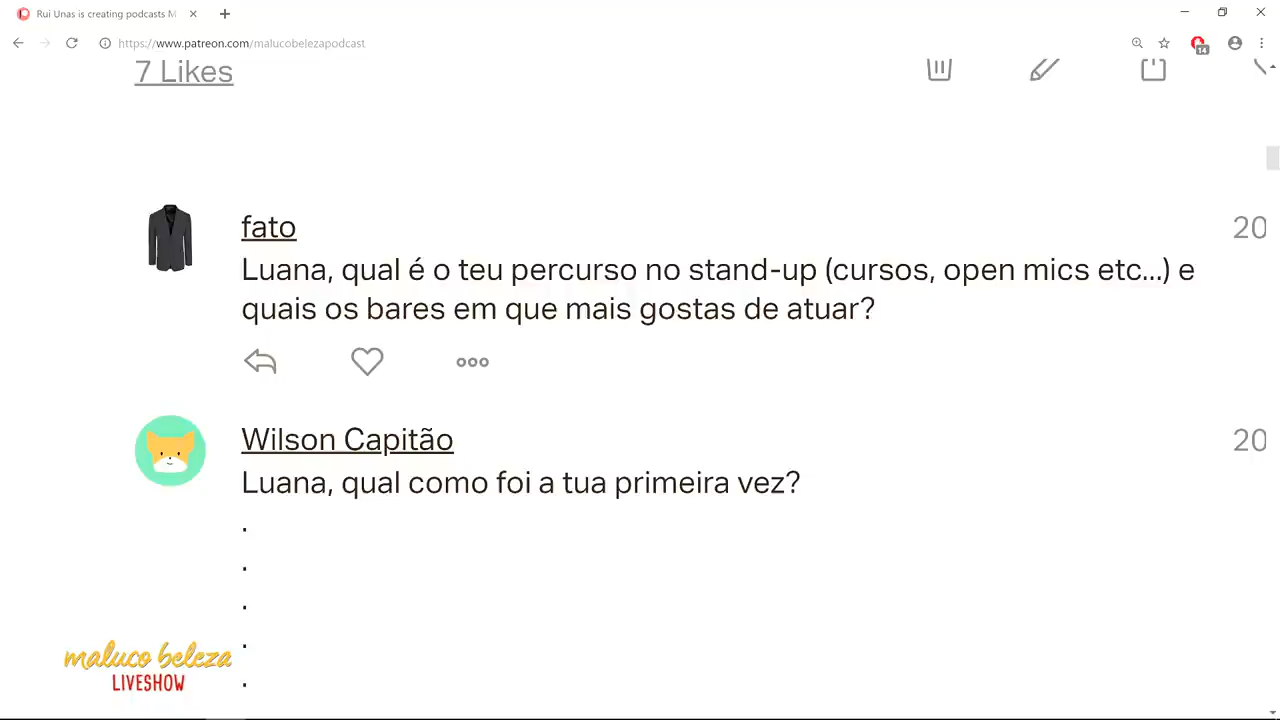 Rui Unas is creating podcasts M
https://www.patreon.com/malucobelezapodcast
14
7 Likes
fato
20
Luana, qual é o teu percurso no stand-up (cursos, open mics etc...) e
quais os bares em que mais gostas de atuar?
Wilson Capitão
20
Luana, qual como foi a tua primeira vez?
.
.
.
.
.
maluco beleza
LIVESHOW